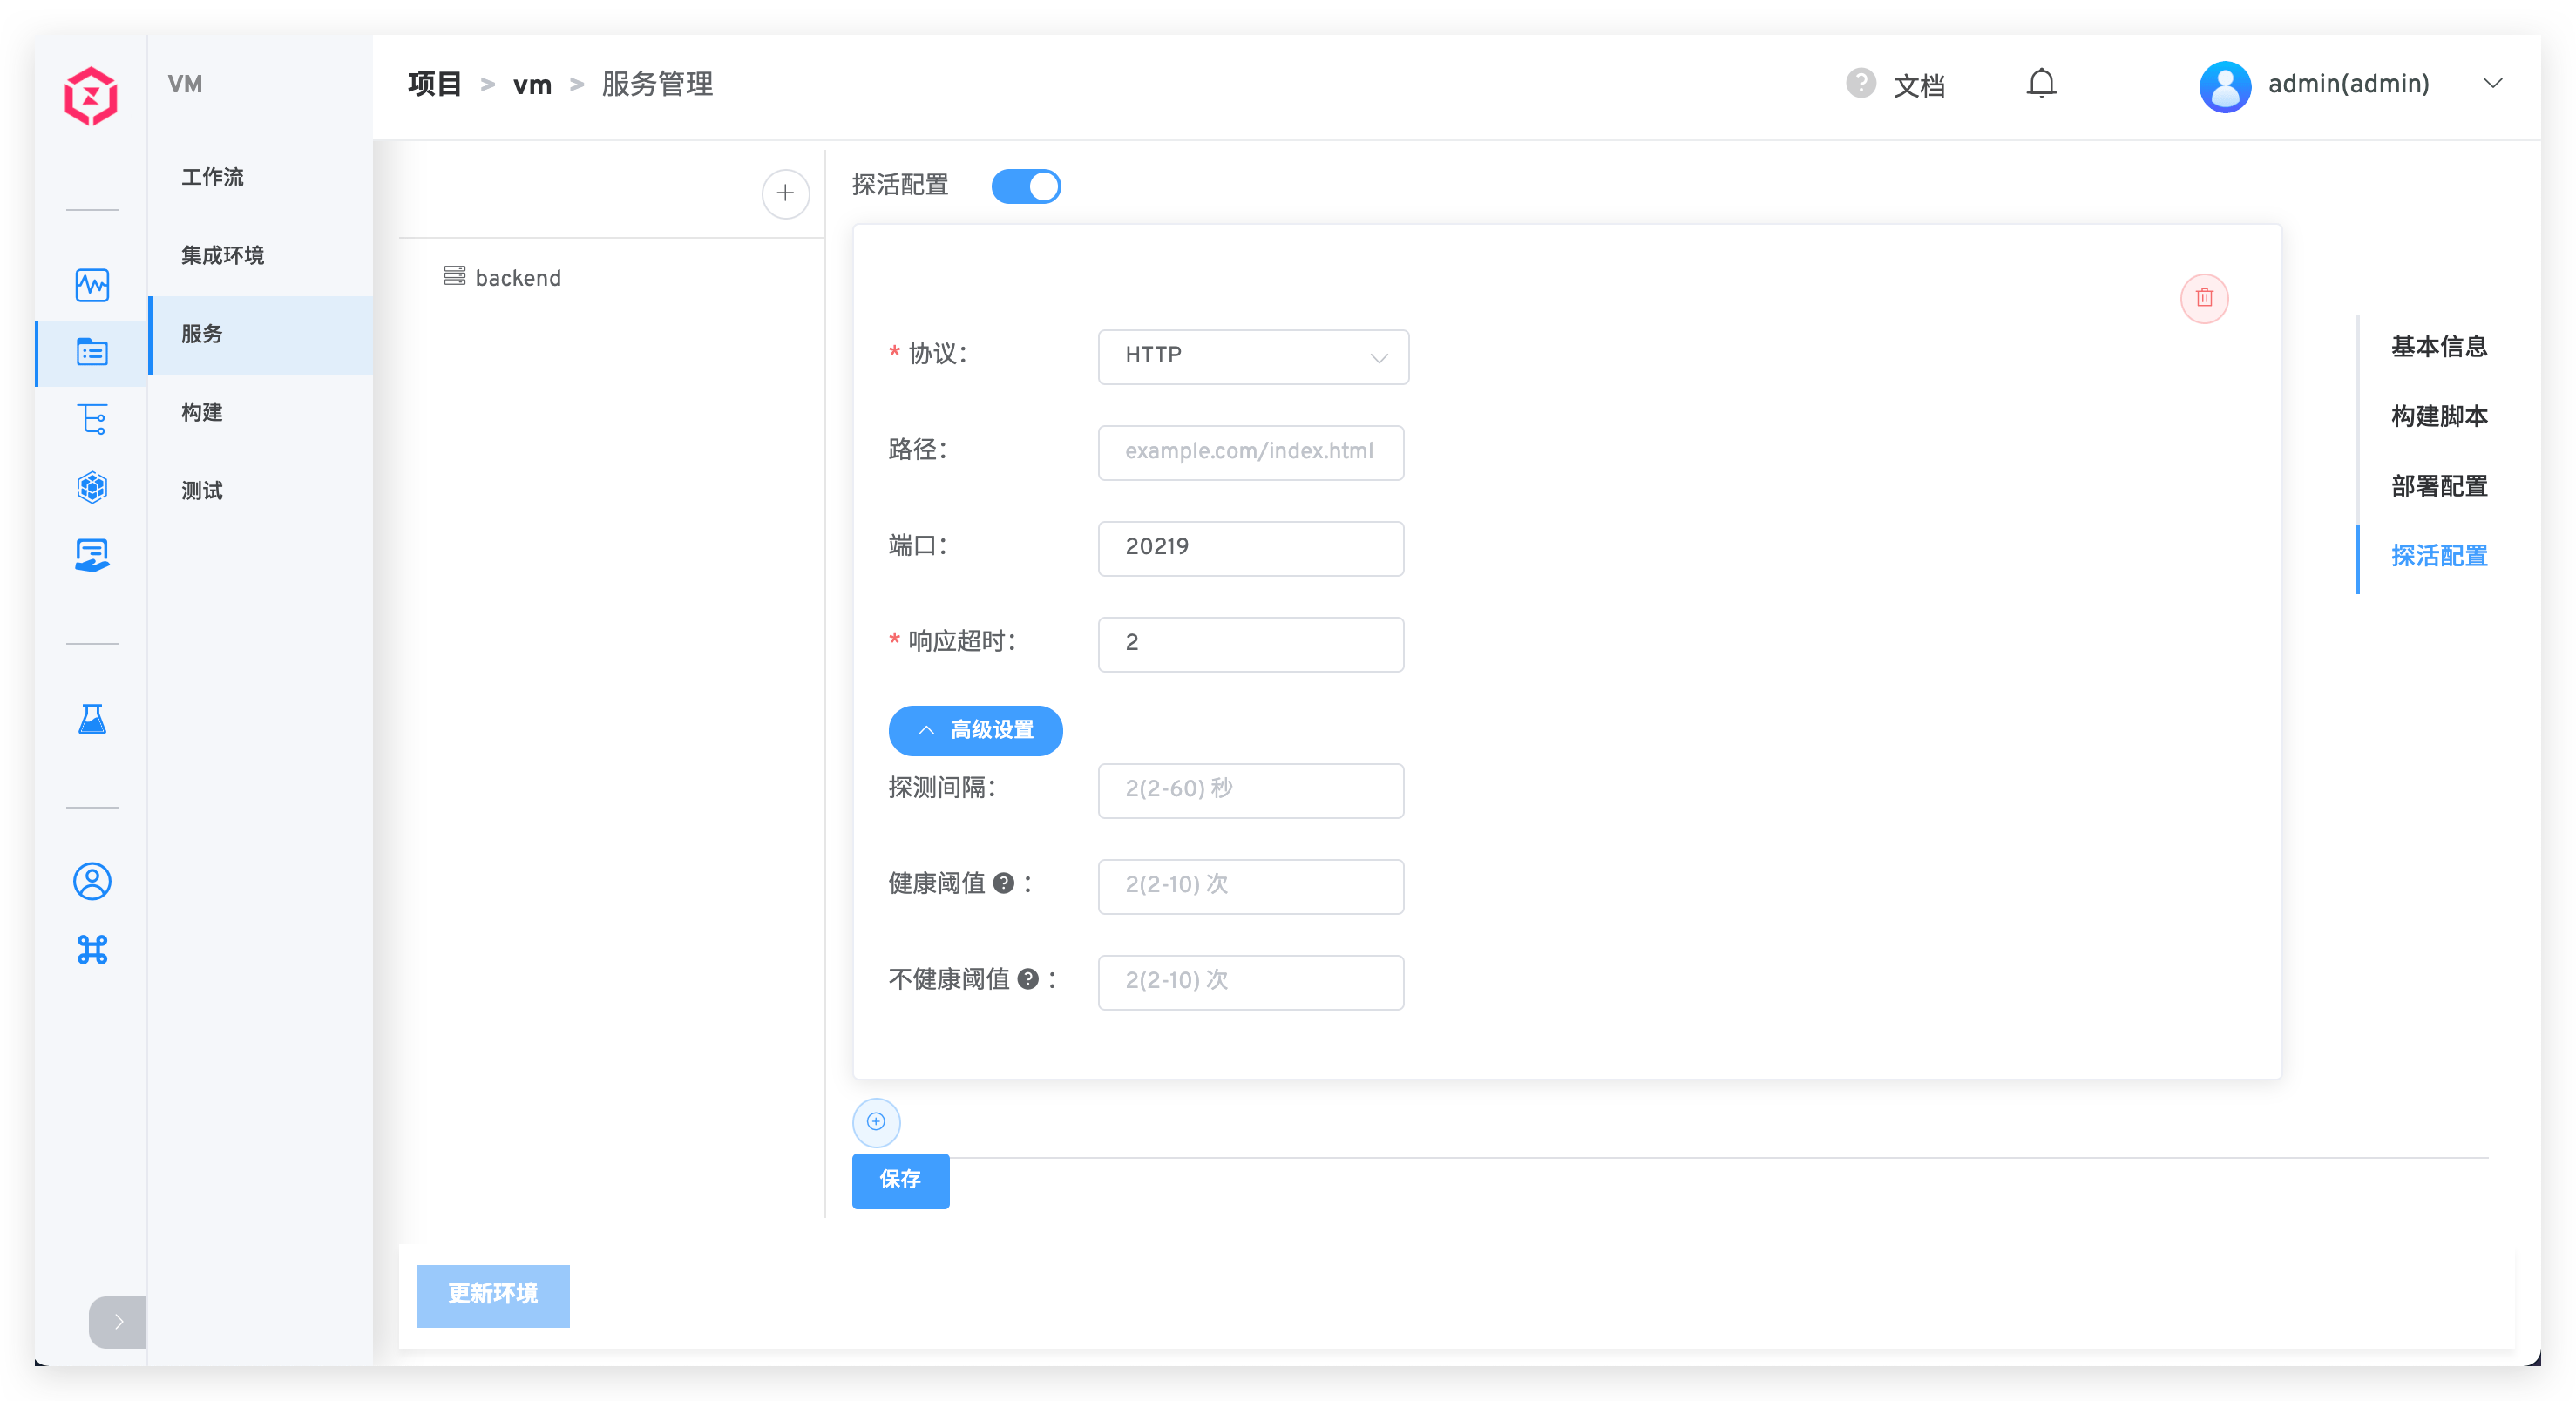 VM
项目 > vm > 服务管理
? 文档
admin(admin)
工作流
集成环境
服务
构建
测试
backend
探活配置
* 协议：
HTTP
路径：
example.com/index.html
端口：
20219
* 响应超时：
2
高级设置
探测间隔：
2(2-60) 秒
健康阈值 ? ：
2(2-10) 次
不健康阈值 ? ：
2(2-10) 次
保存
更新环境
基本信息
构建脚本
部署配置
探活配置